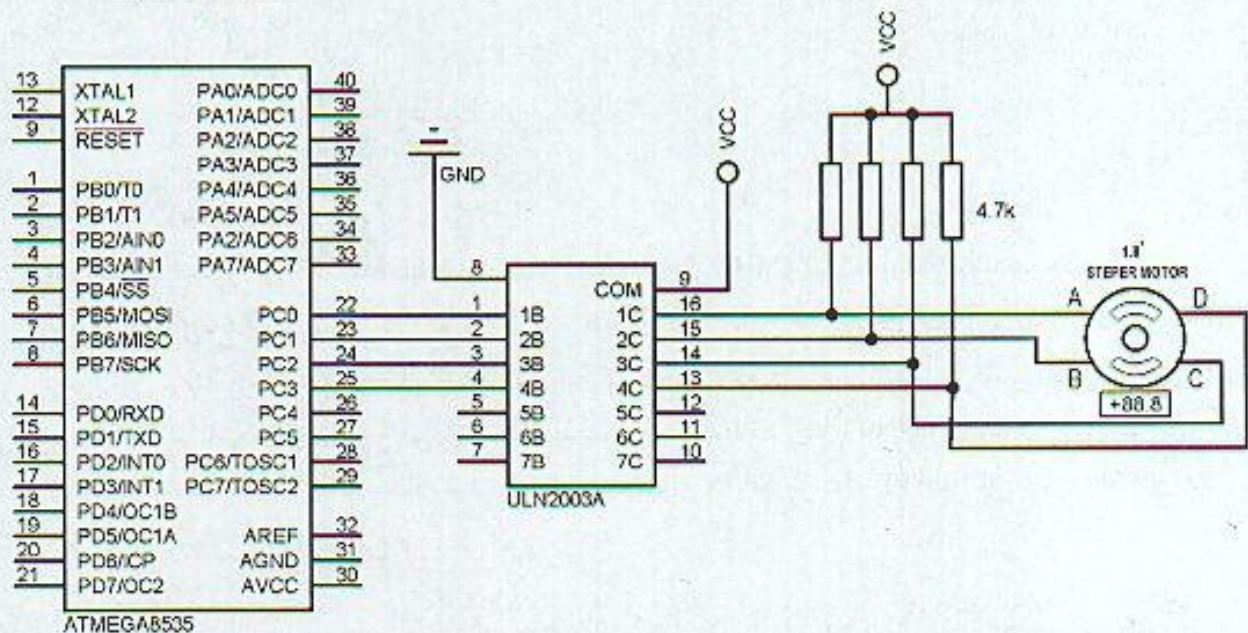 VCC
VCC
13 XTAL1 PA0/ADC0 40
12 XTAL2 PA1/ADC1 39
9 RESET PA2/ADC2 38
PA3/ADC3 37
1 PB0/T0 PA4/ADC4 36
2 PB1/T1 PA5/ADC5 35
3 PB2/AIN0 PA2/ADC6 34
4 PB3/AIN1 PA7/ADC7 33
5 PB4/SS
6 PB5/MOSI PC0 22
7 PB6/MISO PC1 23
8 PB7/SCK PC2 24
PC3 25
14 PD0/RXD PC4 26
15 PD1/TXD PC5 27
16 PD2/INT0 PC6/TOSC1 28
17 PD3/INT1 PC7/TOSC2 29
18 PD4/OC1B
19 PD5/OC1A AREF 32
20 PD6/ICP AGND 31
21 PD7/OC2 AVCC 30
ATMEGA8535
GND
8
COM 9
1 1B 1C 16
2 2B 2C 15
3 3B 3C 14
4 4B 4C 13
5 5B 5C 12
6 6B 6C 11
7 7B 7C 10
ULN2003A
4.7k
STEPER MOTOR
A D
B C
+88.8